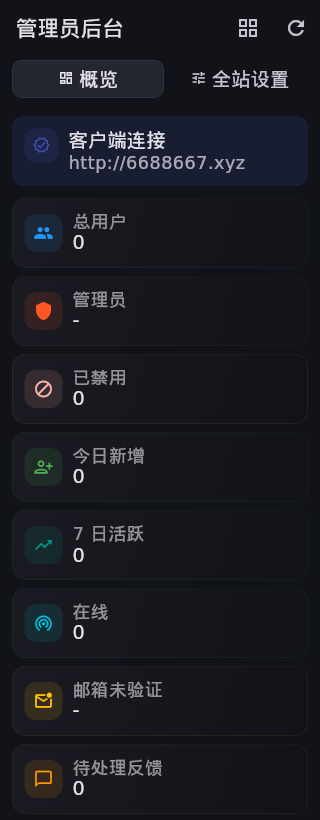 管理员后台
概览
全站设置
客户端连接
http://6688667.xyz
总用户
0
管理员
-
已禁用
0
今日新增
0
7 日活跃
0
在线
0
邮箱未验证
-
待处理反馈
0